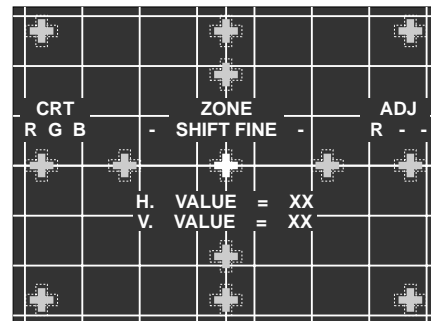 CRT ZONE ADJ
R G B - SHIFT FINE - R - -
H. VALUE = XX
V. VALUE = XX